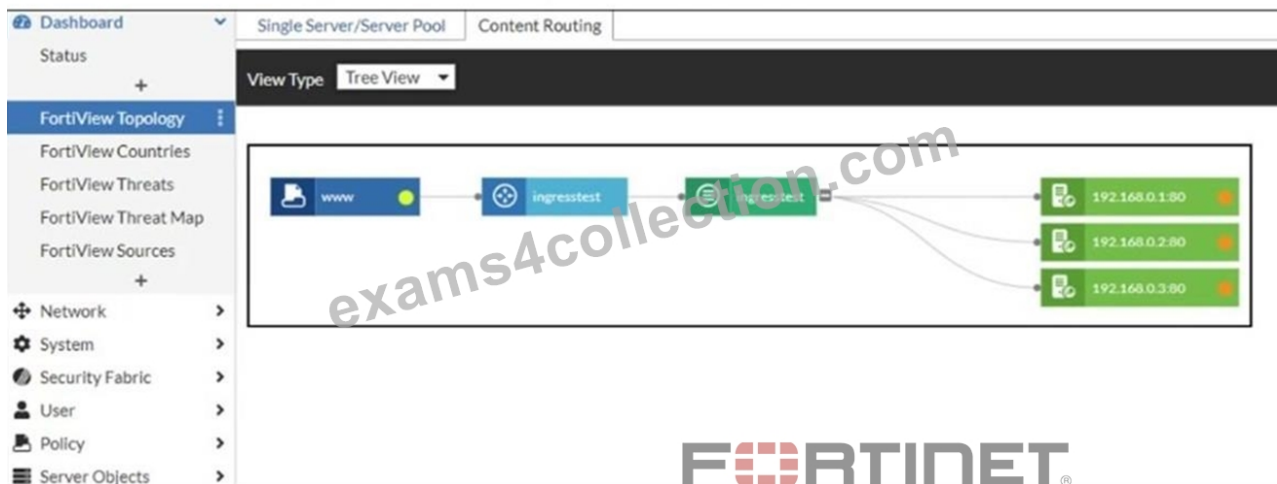 Dashboard
Status
+
FortiView Topology
FortiView Countries
FortiView Threats
FortiView Threat Map
FortiView Sources
+
Network
System
Security Fabric
User
Policy
Server Objects
Single Server/Server Pool
Content Routing
View Type Tree View
www
ingresstest
ingresstest
192.168.0.1:80
192.168.0.2:80
192.168.0.3:80
exams4collection.com
FORTINET®